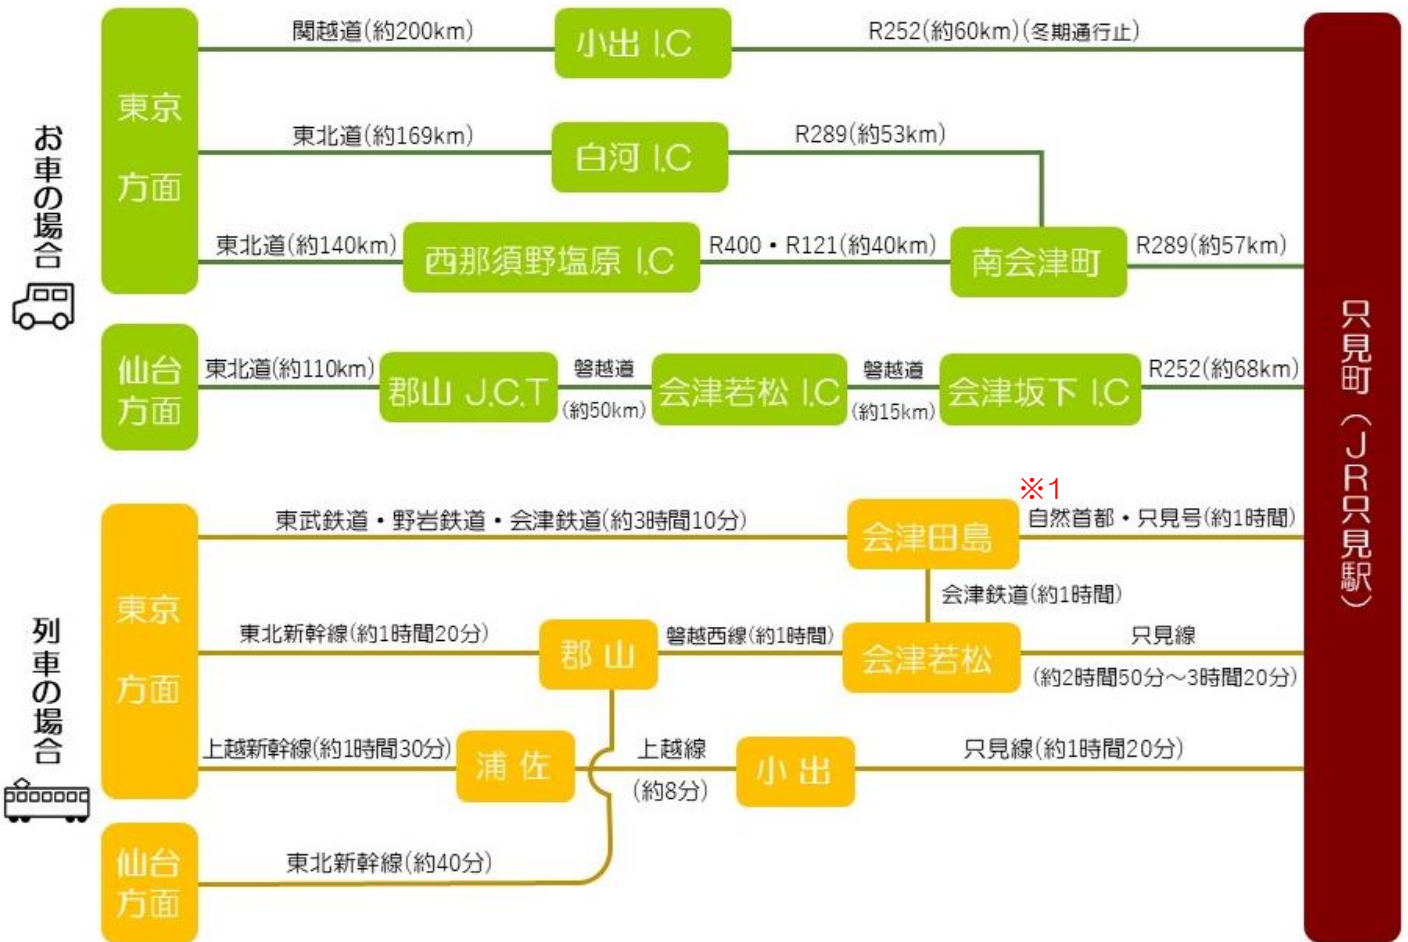 お車の場合
東京
方面
関越道(約200km)
小出 I.C
R252(約60km)(冬期通行止)
東北道(約169km)
白河 I.C
R289(約53km)
東北道(約140km)
西那須野塩原 I.C
R400・R121(約40km)
南会津町
R289(約57km)
仙台
方面
東北道(約110km)
郡山 J.C.T
磐越道
(約50km)
会津若松 I.C
磐越道
(約15km)
会津坂下 I.C
R252(約68km)
列車の場合
東京
方面
東武鉄道・野岩鉄道・会津鉄道(約3時間10分)
会津田島
※1
自然首都・只見号(約1時間)
会津鉄道(約1時間)
東北新幹線(約1時間20分)
郡 山
磐越西線(約1時間)
会津若松
只見線
(約2時間50分～3時間20分)
上越新幹線(約1時間30分)
浦 佐
上越線
(約8分)
小 出
只見線(約1時間20分)
仙台
方面
東北新幹線(約40分)
只見町（JR只見駅）